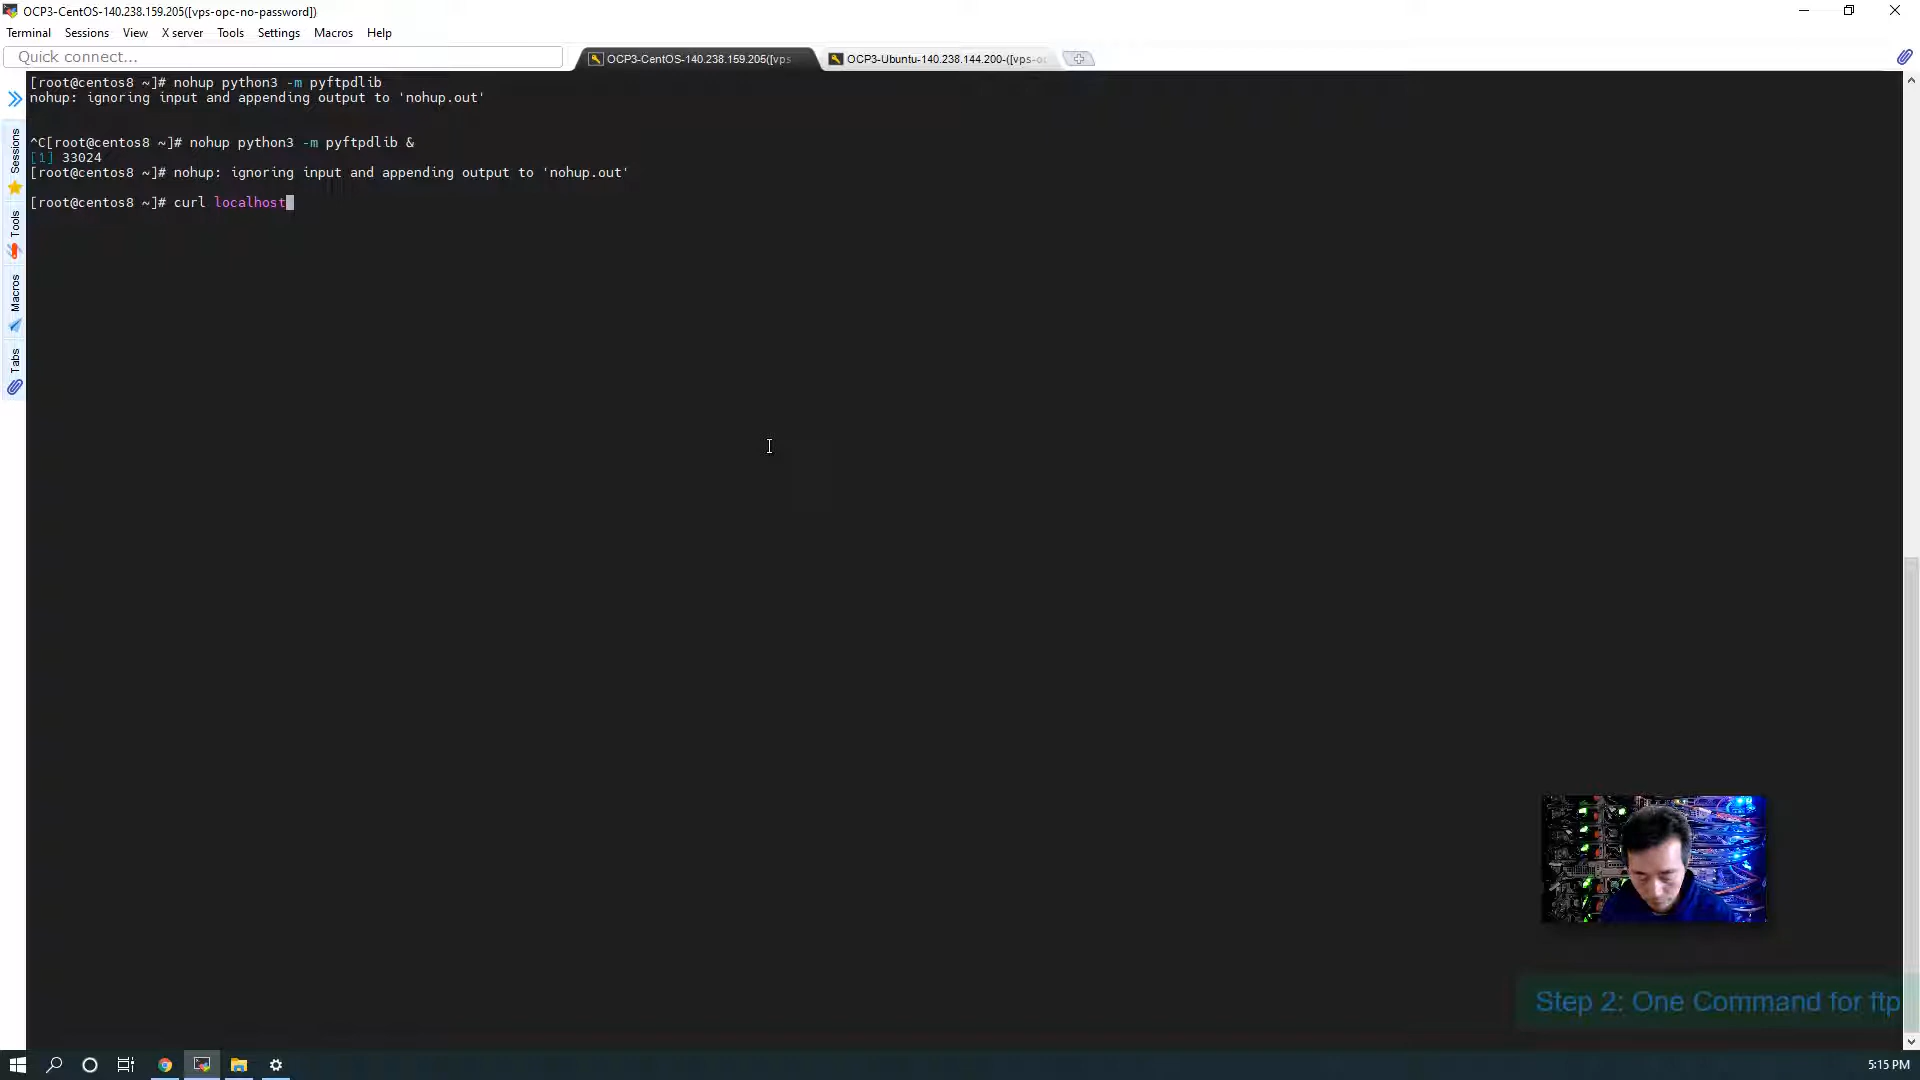 OCP3-CentOS-140.238.159.205([vps-opc-no-password])
Terminal Sessions View X server Tools Settings Macros Help
Quick connect...
OCP3-CentOS-140.238.159.205([vps
OCP3-Ubuntu-140.238.144.200-([vps-o
[root@centos8 ~]# nohup python3 -m pyftpdlib
nohup: ignoring input and appending output to 'nohup.out'
^C[root@centos8 ~]# nohup python3 -m pyftpdlib &
[1] 33024
[root@centos8 ~]# nohup: ignoring input and appending output to 'nohup.out'
[root@centos8 ~]# curl localhost
Sessions
Tools
Macros
Tabs
Step 2: One Command for ftp
5:15 PM